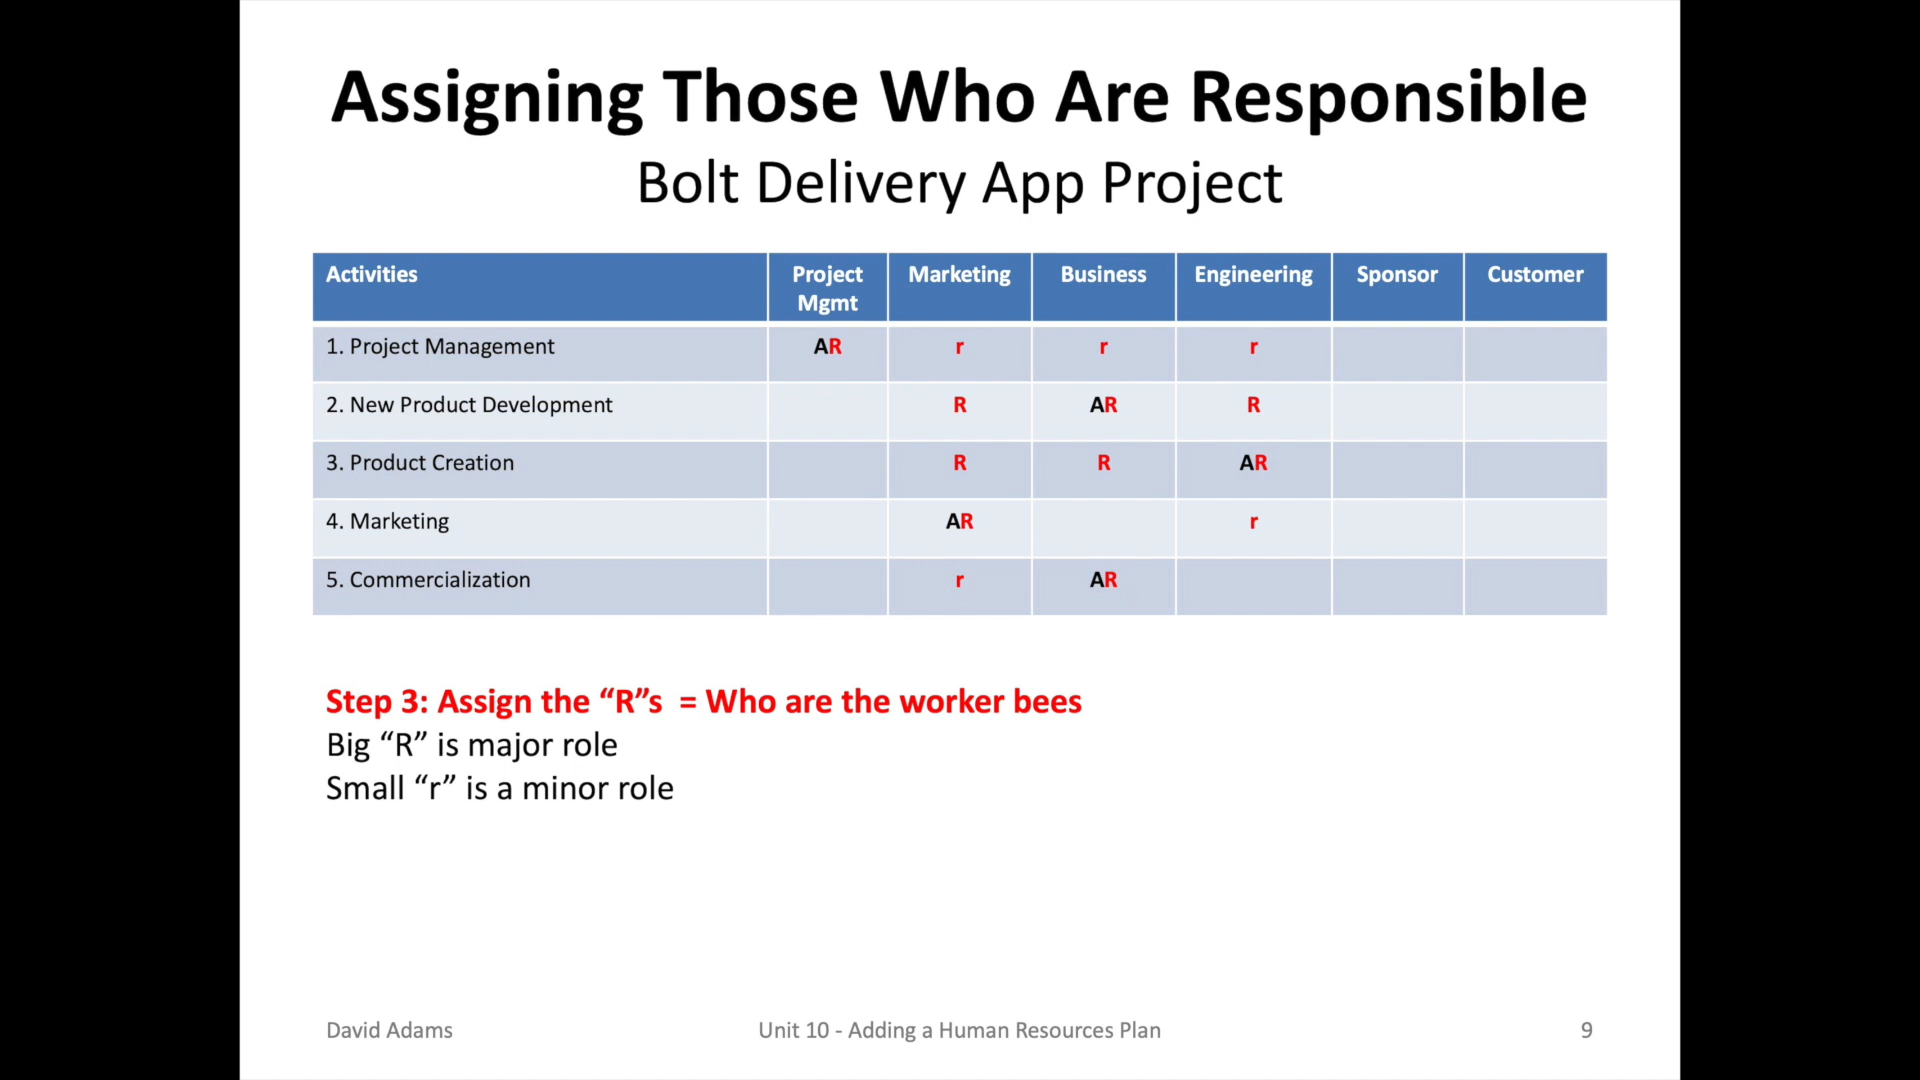 Assigning Those Who Are Responsible
Bolt Delivery App Project
Activities Project Mgmt Marketing Business Engineering Sponsor Customer
1. Project Management AR r r r
2. New Product Development R AR R
3. Product Creation R R AR
4. Marketing AR r
5. Commercialization r AR
Step 3: Assign the “R”s = Who are the worker bees
Big “R” is major role
Small “r” is a minor role
David Adams Unit 10 - Adding a Human Resources Plan 9